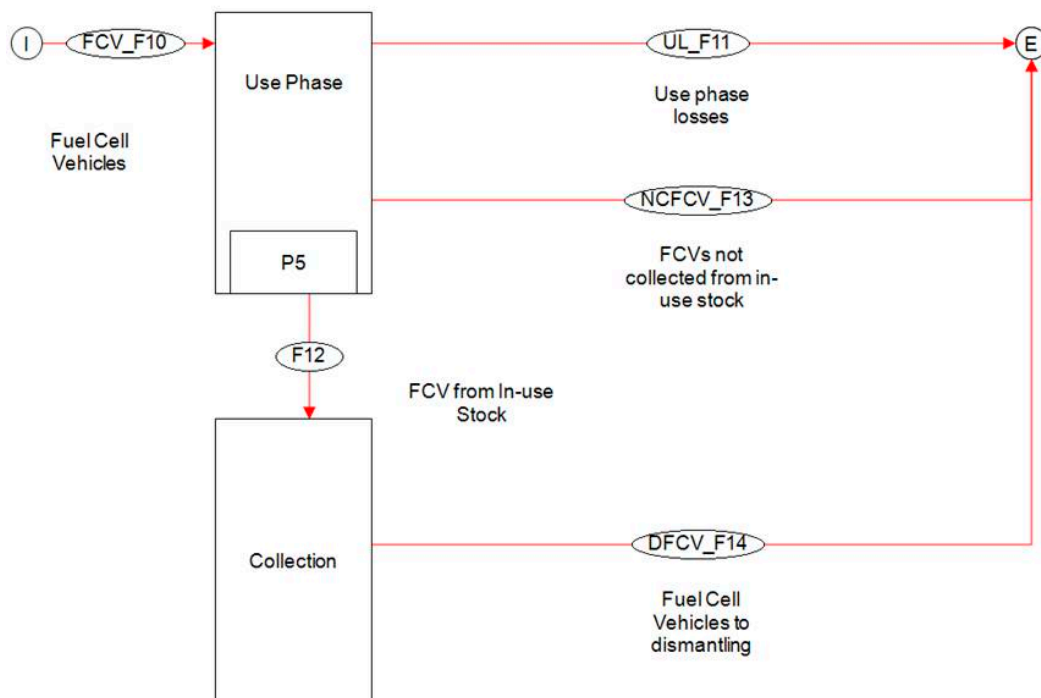 I
FCV_F10
Use Phase
UL_F11
E
Use phase
losses
Fuel Cell
Vehicles
NCFCV_F13
FCVs not
collected from in-
use stock
P5
F12
FCV from In-use
Stock
Collection
DFCV_F14
Fuel Cell
Vehicles to
dismantling